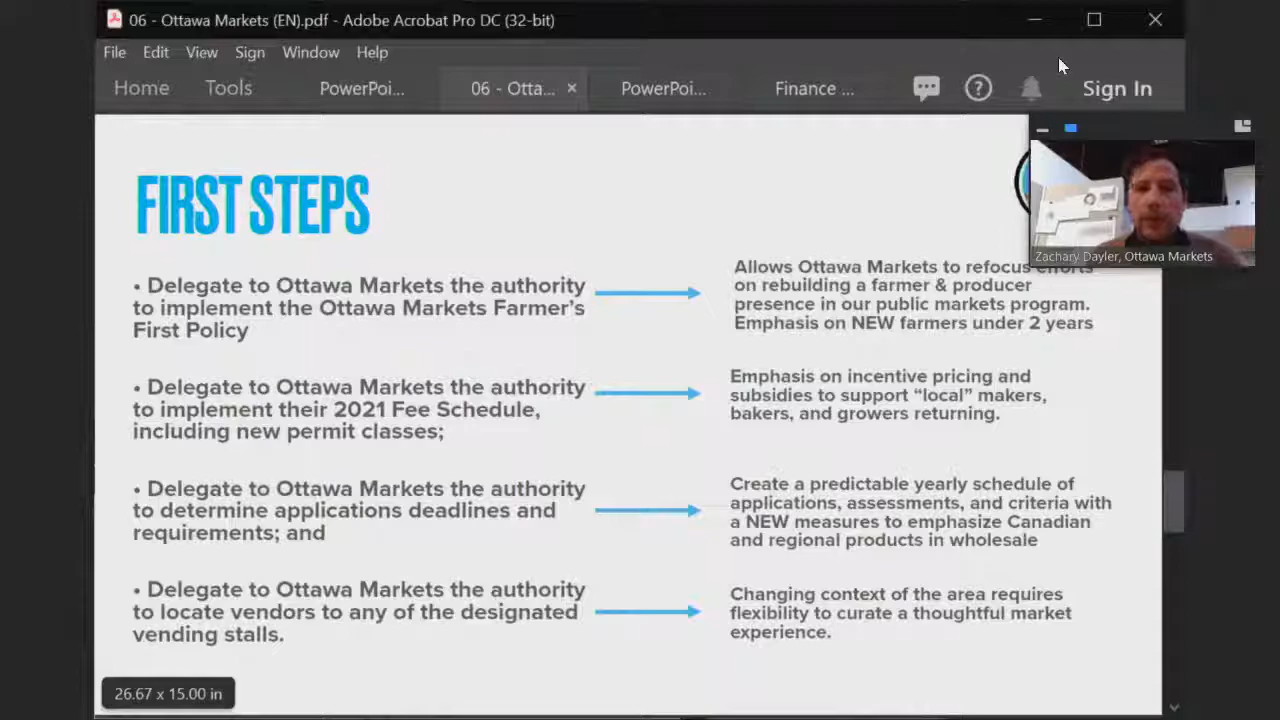 06 - Ottawa Markets (EN).pdf - Adobe Acrobat Pro DC (32-bit)
File Edit View Sign Window Help
Home Tools PowerPoi... 06 - Otta... × PowerPoi... Finance ... Sign In
FIRST STEPS
• Delegate to Ottawa Markets the authority
to implement the Ottawa Markets Farmer’s
First Policy
Allows Ottawa Markets to refocus efforts
on rebuilding a farmer & producer
presence in our public markets program.
Emphasis on NEW farmers under 2 years
• Delegate to Ottawa Markets the authority
to implement their 2021 Fee Schedule,
including new permit classes;
Emphasis on incentive pricing and
subsidies to support “local” makers,
bakers, and growers returning.
• Delegate to Ottawa Markets the authority
to determine applications deadlines and
requirements; and
Create a predictable yearly schedule of
applications, assessments, and criteria with
a NEW measures to emphasize Canadian
and regional products in wholesale
• Delegate to Ottawa Markets the authority
to locate vendors to any of the designated
vending stalls.
Changing context of the area requires
flexibility to curate a thoughtful market
experience.
Zachary Dayler, Ottawa Markets
26.67 x 15.00 in